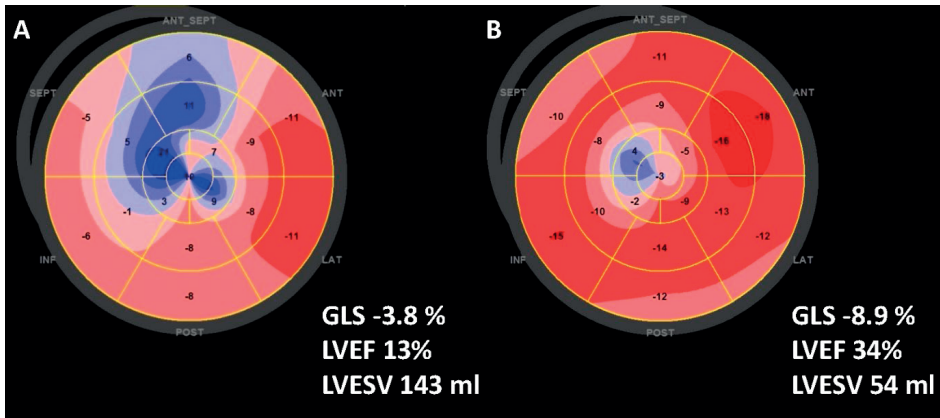 A
ANT_SEPT
SEPT
ANT
6
-5
11
-11
5
21
7
-9
-1
3
9
-8
-6
-8
-11
-8
INF
LAT
POST
GLS -3.8 %
LVEF 13%
LVESV 143 ml
B
ANT_SEPT
SEPT
ANT
-11
-10
-9
-18
-8
4
-5
-16
-3
-10
-2
-9
-13
-15
-14
-12
-12
INF
LAT
POST
GLS -8.9 %
LVEF 34%
LVESV 54 ml